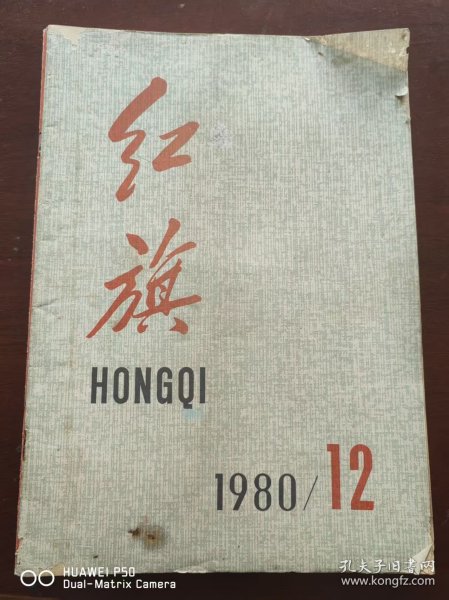 红
旗
HONGQI
1980/12
HUAWEI P50
Dual-Matrix Camera
孔夫子旧书网
www.kongfz.com